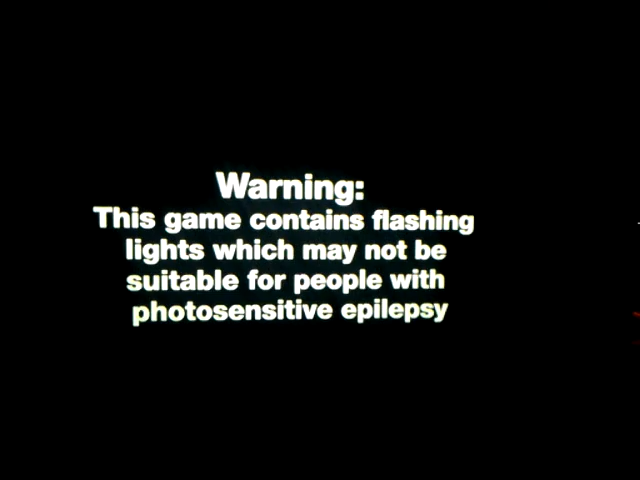 Warning:
This game contains flashing
lights which may not be
suitable for people with
photosensitive epilepsy